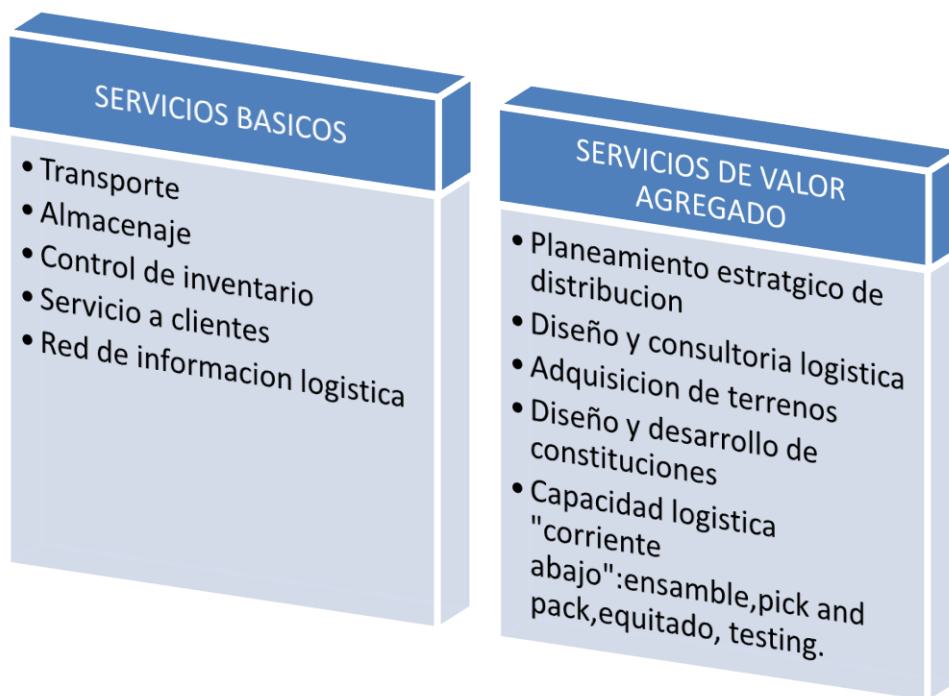 SERVICIOS BASICOS
• Transporte
• Almacenaje
• Control de inventario
• Servicio a clientes
• Red de informacion logistica
SERVICIOS DE VALOR
AGREGADO
• Planeamiento estratgico de
distribucion
• Diseño y consultoria logistica
• Adquisicion de terrenos
• Diseño y desarrollo de
constituciones
• Capacidad logistica
"corriente
abajo":ensamble,pick and
pack,equitado, testing.